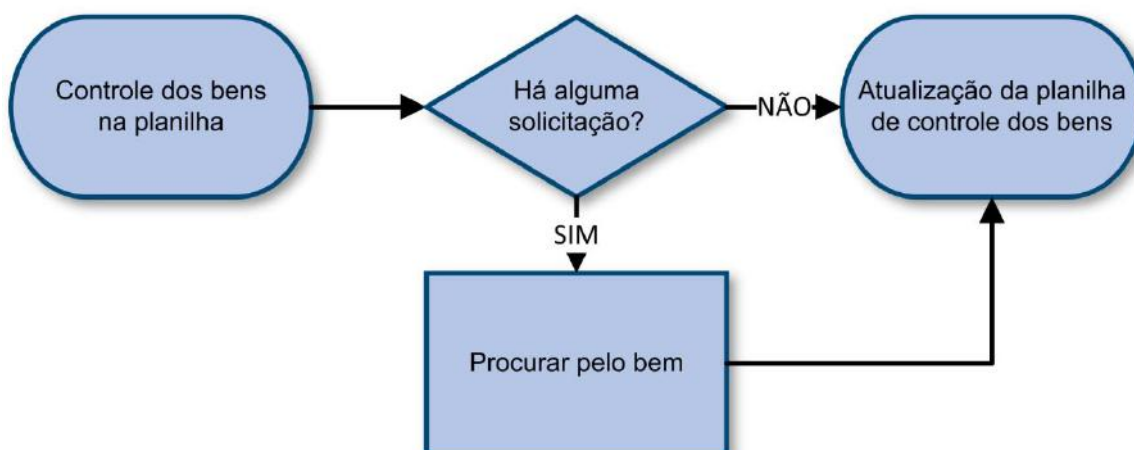 Controle dos bens
na planilha
Há alguma
solicitação?
NÃO
Atualização da planilha
de controle dos bens
SIM
Procurar pelo bem